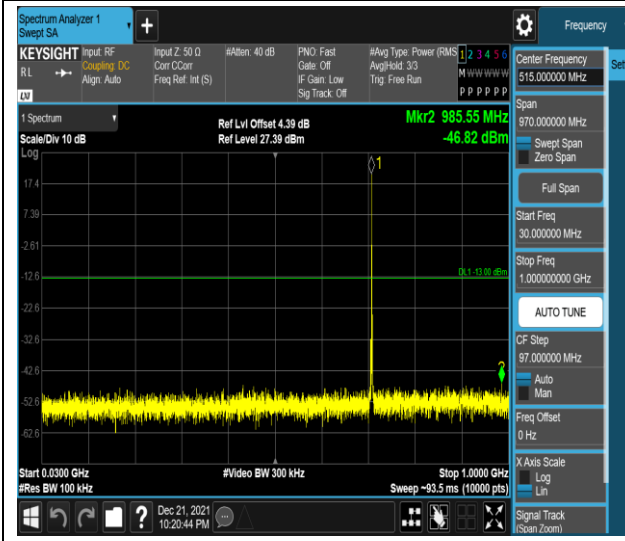 Spectrum Analyzer 1
Swept SA
Frequency
KEYSIGHT
RL
LXI
Input: RF
Coupling: DC
Align: Auto
Input Z: 50 Ω
Corr CCorr
Freq Ref: Int (S)
#Atten: 40 dB
PNO: Fast
Gate: Off
IF Gain: Low
Sig Track: Off
#Avg Type: Power (RMS
Avg|Hold: 3/3
Trig: Free Run
1 2 3 4 5 6
M W W W W W
P P P P P P
1 Spectrum
Scale/Div 10 dB
Log
Ref Lvl Offset 4.39 dB
Ref Level 27.39 dBm
Mkr2 985.55 MHz
-46.82 dBm
1
17.4
7.39
-2.61
DL1 -13.00 dBm
-12.6
-22.6
-32.6
-42.6
2
-52.6
-62.6
Start 0.0300 GHz
#Res BW 100 kHz
#Video BW 300 kHz
Stop 1.0000 GHz
Sweep ~93.5 ms (10000 pts)
Dec 21, 2021
10:20:44 PM
Center Frequency
515.000000 MHz
Set
Span
970.000000 MHz
Swept Span
Zero Span
Full Span
Start Freq
30.000000 MHz
Stop Freq
1.000000000 GHz
AUTO TUNE
CF Step
97.000000 MHz
Auto
Man
Freq Offset
0 Hz
X Axis Scale
Log
Lin
Signal Track
(Span Zoom)